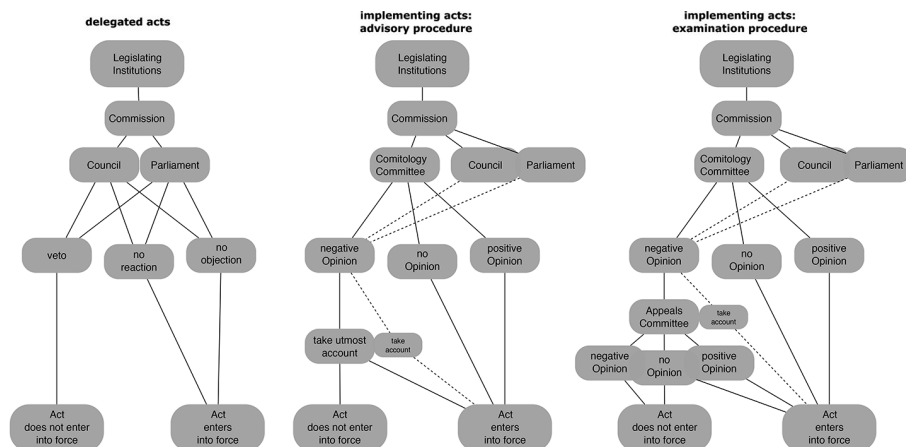 delegated acts
Legislating
Institutions
Commission
Council
Parliament
veto
no
reaction
no
objection
Act
does not enter
into force
Act
enters
into force
implementing acts:
advisory procedure
Legislating
Institutions
Commission
Comitology
Committee
Council
Parliament
negative
Opinion
no
Opinion
positive
Opinion
take utmost
account
take
account
Act
does not enter
into force
Act
enters
into force
implementing acts:
examination procedure
Legislating
Institutions
Commission
Comitology
Committee
Council
Parliament
negative
Opinion
no
Opinion
positive
Opinion
Appeals
Committee
take
account
negative
Opinion
no
Opinion
positive
Opinion
Act
does not enter
into force
Act
enters
into force